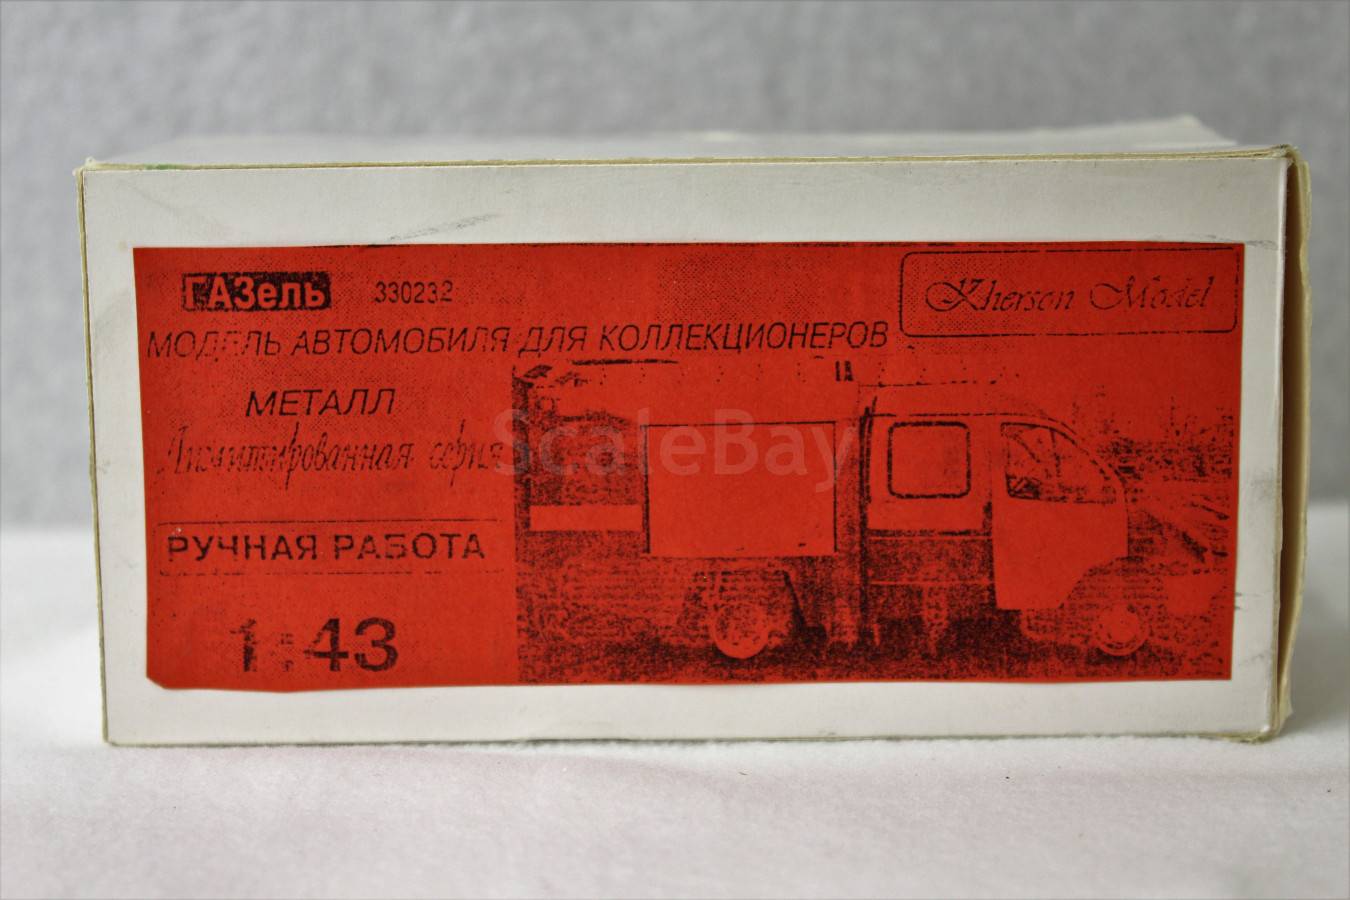 ГАЗель 330232
Kherson Model
МОДЕЛЬ АВТОМОБИЛЯ ДЛЯ КОЛЛЕКЦИОНЕРОВ
МЕТАЛЛ
Лимитированная серия
ScaleBay
РУЧНАЯ РАБОТА
1:43